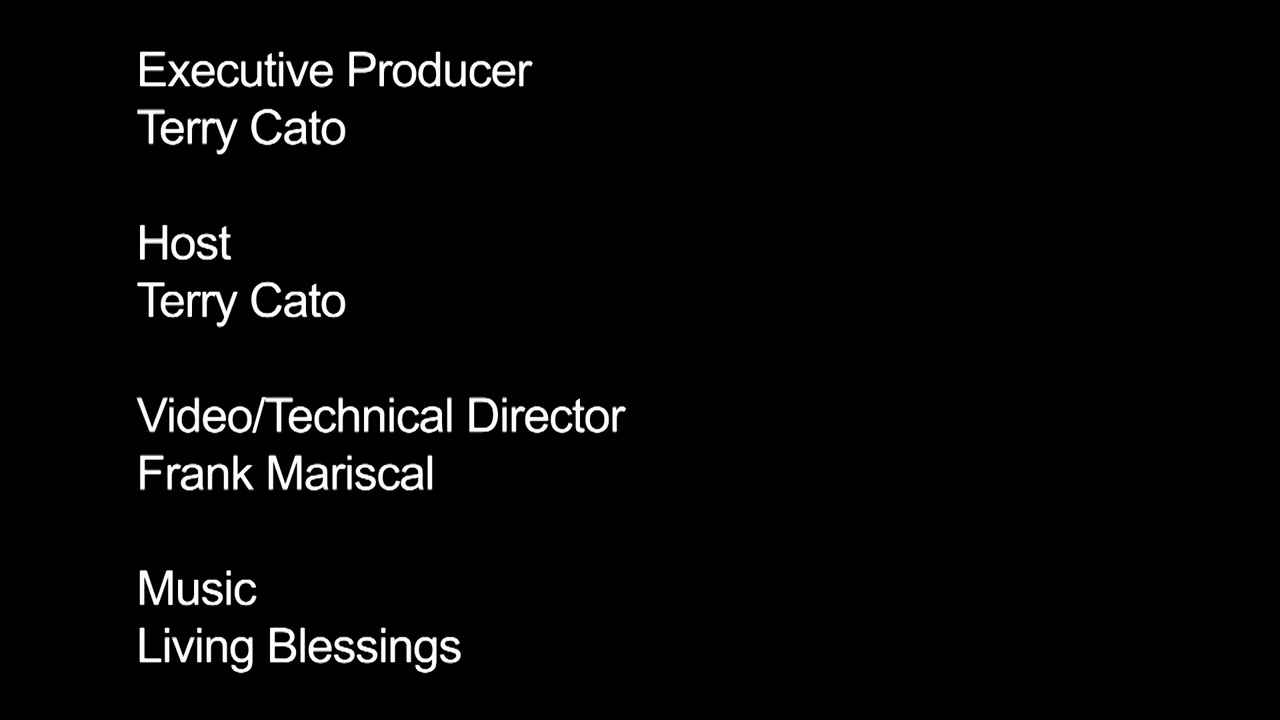 Executive Producer
Terry Cato
Host
Terry Cato
Video/Technical Director
Frank Mariscal
Music
Living Blessings